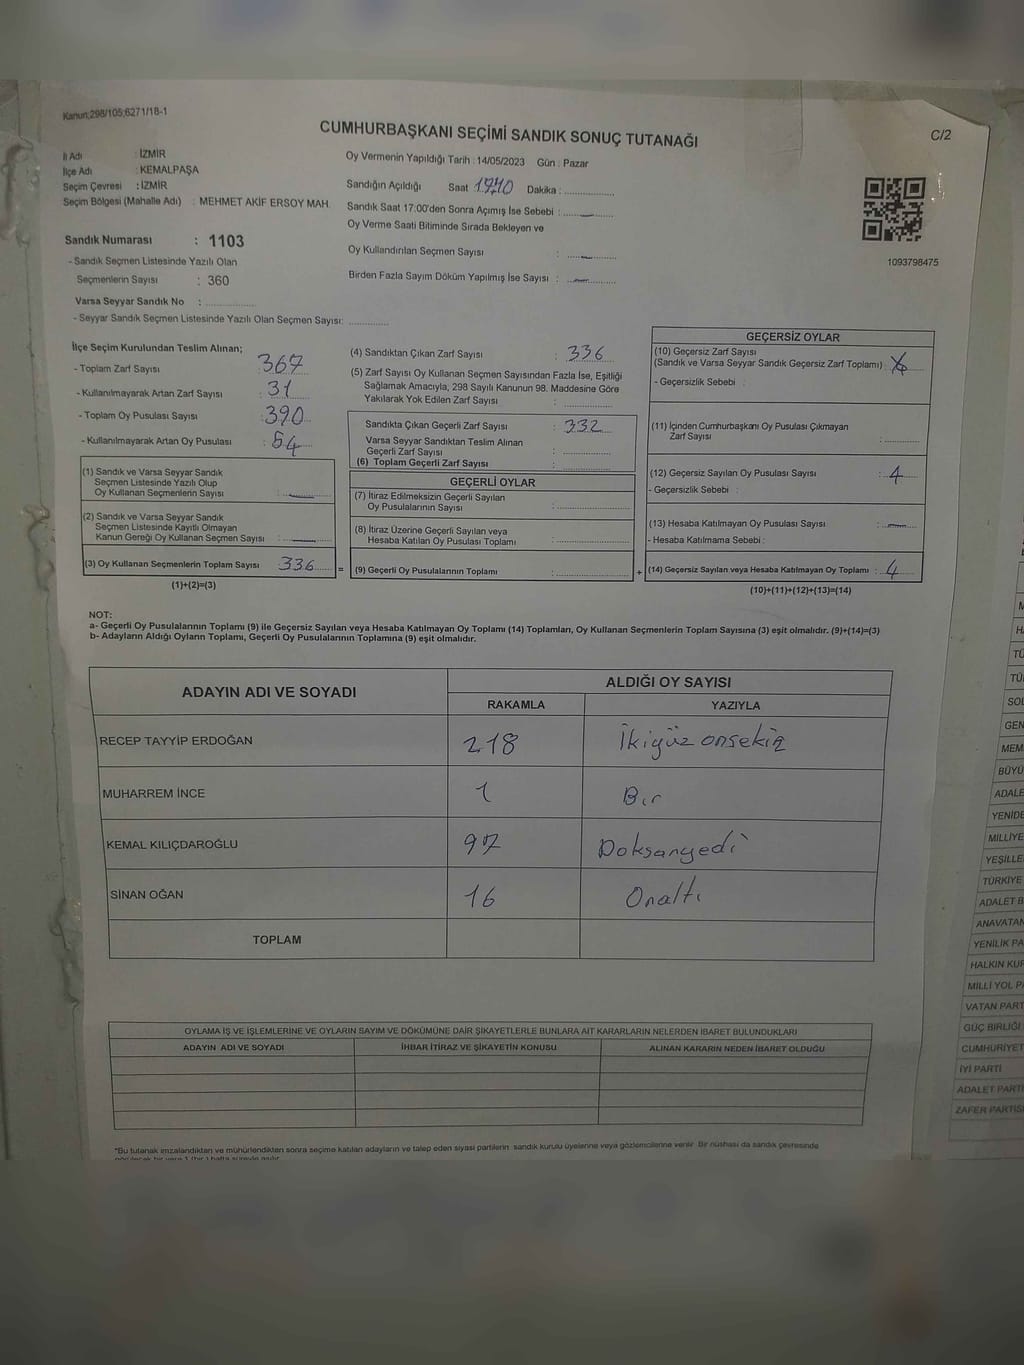 Kanun;298/105;6271/18-1
CUMHURBAŞKANI SEÇİMİ SANDIK SONUÇ TUTANAĞI
C/2
İl Adı : İZMİR
İlçe Adı : KEMALPAŞA
Seçim Çevresi : İZMİR
Seçim Bölgesi (Mahalle Adı) : MEHMET AKİF ERSOY MAH.
Sandık Numarası : 1103
- Sandık Seçmen Listesinde Yazılı Olan
Seçmenlerin Sayısı : 360
Varsa Seyyar Sandık No : ..............
- Seyyar Sandık Seçmen Listesinde Yazılı Olan Seçmen Sayısı: ..............
Oy Vermenin Yapıldığı Tarih : 14/05/2023 Gün : Pazar
Sandığın Açıldığı Saat Dakika : ..............
Sandık Saat 17:00'den Sonra Açımış İse Sebebi : —
Oy Verme Saati Bitiminde Sırada Bekleyen ve
Oy Kullandırılan Seçmen Sayısı : —
Birden Fazla Sayım Döküm Yapılmış İse Sayısı : —
1093798475
İlçe Seçim Kurulundan Teslim Alınan;
- Toplam Zarf Sayısı : 367
- Kullanılmayarak Artan Zarf Sayısı : 31
- Toplam Oy Pusulası Sayısı : 390
- Kullanılmayarak Artan Oy Pusulası : 54
(1) Sandık ve Varsa Seyyar Sandık
Seçmen Listesinde Yazılı Olup
Oy Kullanan Seçmenlerin Sayısı : —
(2) Sandık ve Varsa Seyyar Sandık
Seçmen Listesinde Kayıtlı Olmayan
Kanun Gereği Oy Kullanan Seçmen Sayısı : —
(3) Oy Kullanan Seçmenlerin Toplam Sayısı 336 =
(1)+(2)=(3)
(4) Sandıktan Çıkan Zarf Sayısı : 336
(5) Zarf Sayısı Oy Kullanan Seçmen Sayısından Fazla İse, Eşitliği
Sağlamak Amacıyla, 298 Sayılı Kanunun 98. Maddesine Göre
Yakılarak Yok Edilen Zarf Sayısı : ..............
Sandıkta Çıkan Geçerli Zarf Sayısı : 332
Varsa Seyyar Sandıktan Teslim Alınan
Geçerli Zarf Sayısı : ..............
(6) Toplam Geçerli Zarf Sayısı : ..............
GEÇERLİ OYLAR
(7) İtiraz Edilmeksizin Geçerli Sayılan
Oy Pusulalarının Sayısı : ..............
(8) İtiraz Üzerine Geçerli Sayılan veya
Hesaba Katılan Oy Pusulası Toplamı : ..............
(9) Geçerli Oy Pusulalarının Toplamı : .............. +
GEÇERSİZ OYLAR
(10) Geçersiz Zarf Sayısı
(Sandık ve Varsa Seyyar Sandık Geçersiz Zarf Toplamı) :
- Geçersizlik Sebebi :
(11) İçinden Cumhurbaşkanı Oy Pusulası Çıkmayan
Zarf Sayısı : ..............
(12) Geçersiz Sayılan Oy Pusulası Sayısı : 4
- Geçersizlik Sebebi :
(13) Hesaba Katılmayan Oy Pusulası Sayısı : —
- Hesaba Katılmama Sebebi :
(14) Geçersiz Sayılan veya Hesaba Katılmayan Oy Toplamı : 4
(10)+(11)+(12)+(13)=(14)
NOT:
a- Geçerli Oy Pusulalarının Toplamı (9) ile Geçersiz Sayılan veya Hesaba Katılmayan Oy Toplamı (14) Toplamları, Oy Kullanan Seçmenlerin Toplam Sayısına (3) eşit olmalıdır. (9)+(14)=(3)
b- Adayların Aldığı Oyların Toplamı, Geçerli Oy Pusulalarının Toplamına (9) eşit olmalıdır.
ADAYIN ADI VE SOYADI ALDIĞI OY SAYISI
RAKAMLA YAZIYLA
RECEP TAYYİP ERDOĞAN 218 İkiyüz onsekiz
MUHARREM İNCE 1 Bir
KEMAL KILIÇDAROĞLU 97 Doksanyedi
SİNAN OĞAN 16 Onaltı
TOPLAM
OYLAMA İŞ VE İŞLEMLERİNE VE OYLARIN SAYIM VE DÖKÜMÜNE DAİR ŞİKAYETLERLE BUNLARA AİT KARARLARIN NELERDEN İBARET BULUNDUKLARI
ADAYIN ADI VE SOYADI İHBAR İTİRAZ VE ŞİKAYETİN KONUSU ALINAN KARARIN NEDEN İBARET OLDUĞU
*Bu tutanak imzalandıktan ve mühürlendikten sonra seçime katılan adayların ve talep eden siyasi partilerin sandık kurulu üyelerine veya gözlemcilerine verilir. Bir nüshası da sandık çevresinde
TÜ
TÜ
SOL
GEN
MEM
BÜYÜ
ADALE
YENİDE
MİLLİYE
YEŞİLLE
TÜRKİYE
ADALET B
ANAVATAN
YENİLİK PA
HALKIN KUR
MİLLİ YOL PA
VATAN PART
GÜÇ BİRLİĞİ
CUMHURİYET
İYİ PARTİ
ADALET PARTİ
ZAFER PARTİS